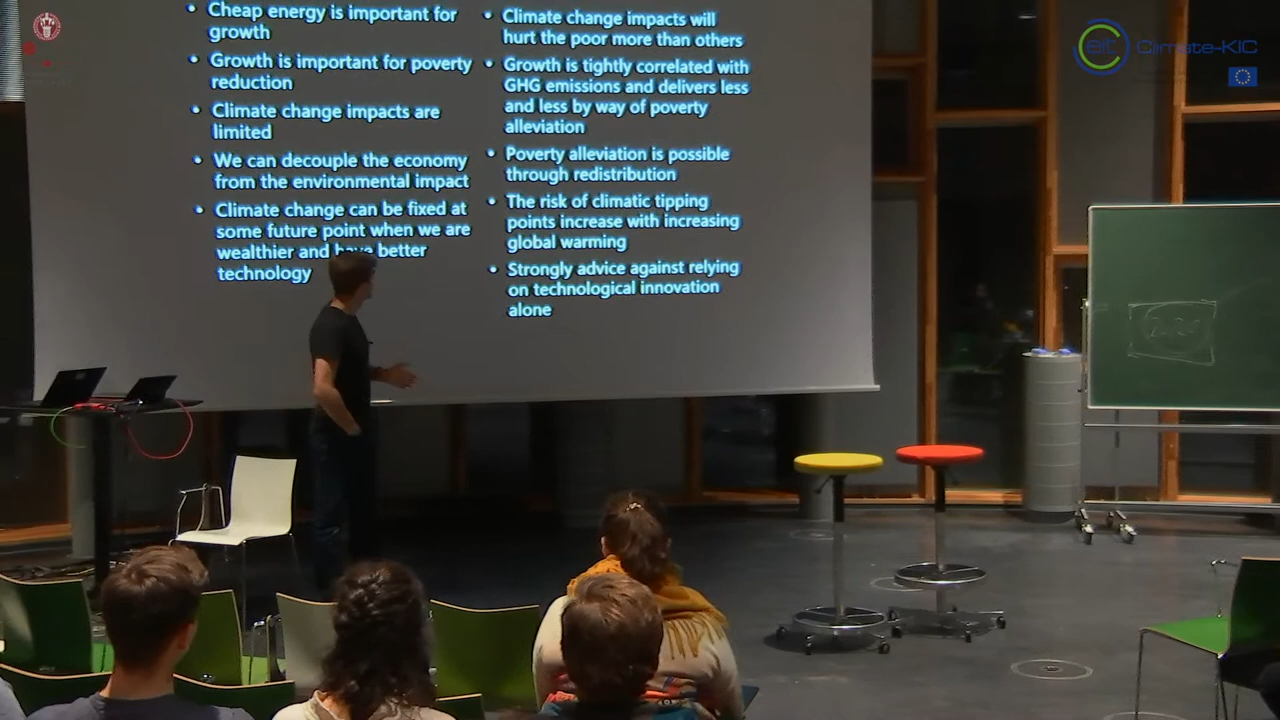 • Cheap energy is important for
growth
• Growth is important for poverty
reduction
• Climate change impacts are
limited
• We can decouple the economy
from the environmental impact
• Climate change can be fixed at
some future point when we are
wealthier and have better
technology
• Climate change impacts will
hurt the poor more than others
• Growth is tightly correlated with
GHG emissions and delivers less
and less by way of poverty
alleviation
• Poverty alleviation is possible
through redistribution
• The risk of climatic tipping
points increase with increasing
global warming
• Strongly advice against relying
on technological innovation
alone
eit Climate-KIC